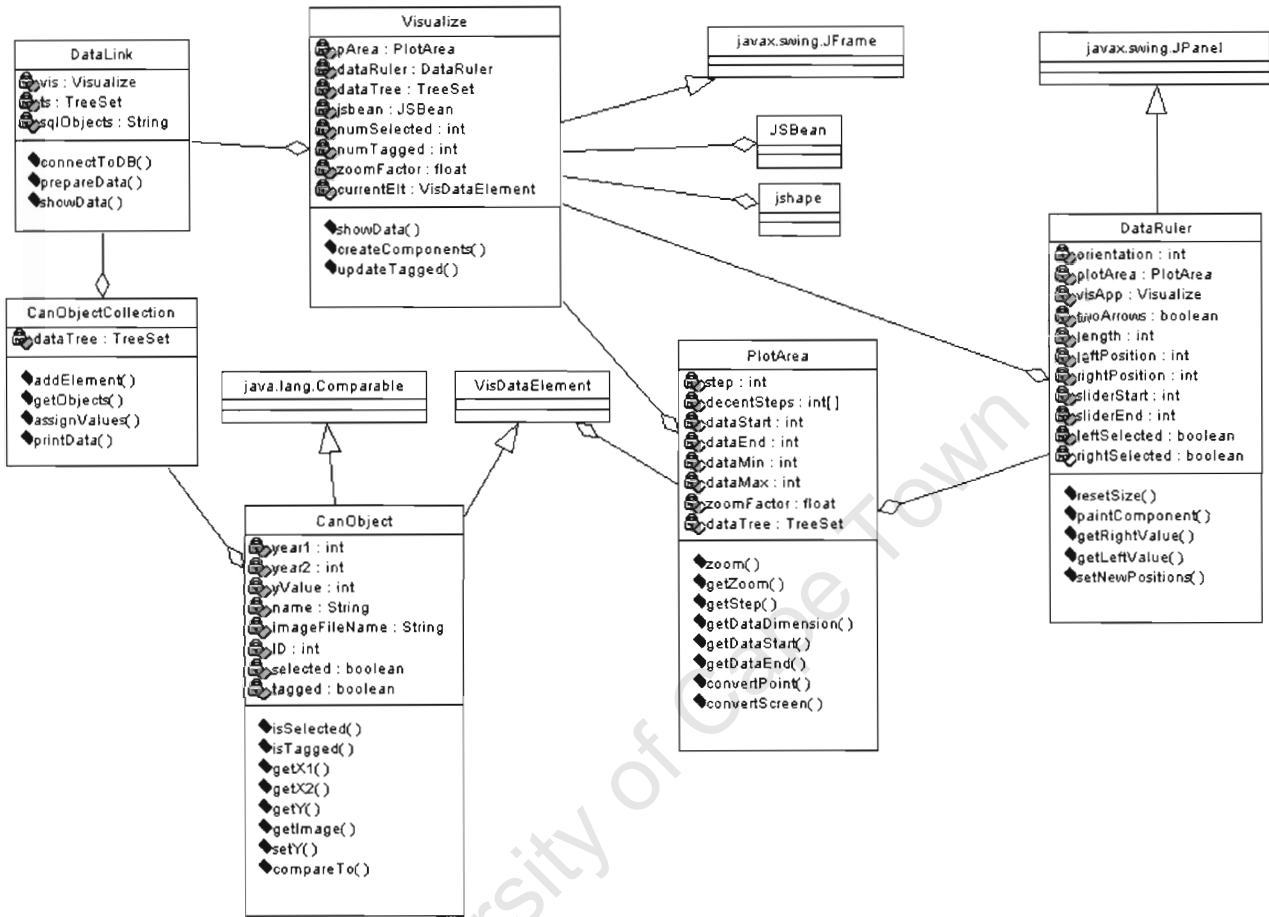 DataLink
vis : Visualize
ts : TreeSet
sqlObjects : String
connectToDB()
prepareData()
showData()
Visualize
pArea : PlotArea
dataRuler : DataRuler
dataTree : TreeSet
jsbean : JSBean
numSelected : int
numTagged : int
zoomFactor : float
currentElt : VisDataElement
showData()
createComponents()
updateTagged()
javax.swing.JFrame
JSBean
jshape
javax.swing.JPanel
DataRuler
orientation : int
plotArea : PlotArea
visApp : Visualize
twoArrows : boolean
length : int
leftPosition : int
rightPosition : int
sliderStart : int
sliderEnd : int
leftSelected : boolean
rightSelected : boolean
resetSize()
paintComponent()
getRightValue()
getLeftValue()
setNewPositions()
CanObjectCollection
dataTree : TreeSet
addElement()
getObjects()
assignValues()
printData()
java.lang.Comparable
VisDataElement
PlotArea
step : int
decentSteps : int[]
dataStart : int
dataEnd : int
dataMin : int
dataMax : int
zoomFactor : float
dataTree : TreeSet
zoom()
getZoom()
getStep()
getDataDimension()
getDataStart()
getDataEnd()
convertPoint()
convertScreen()
CanObject
year1 : int
year2 : int
yValue : int
name : String
imageFileName : String
ID : int
selected : boolean
tagged : boolean
isSelected()
isTagged()
getX1()
getX2()
getY()
getImage()
setY()
compareTo()
ersity of Cape Town